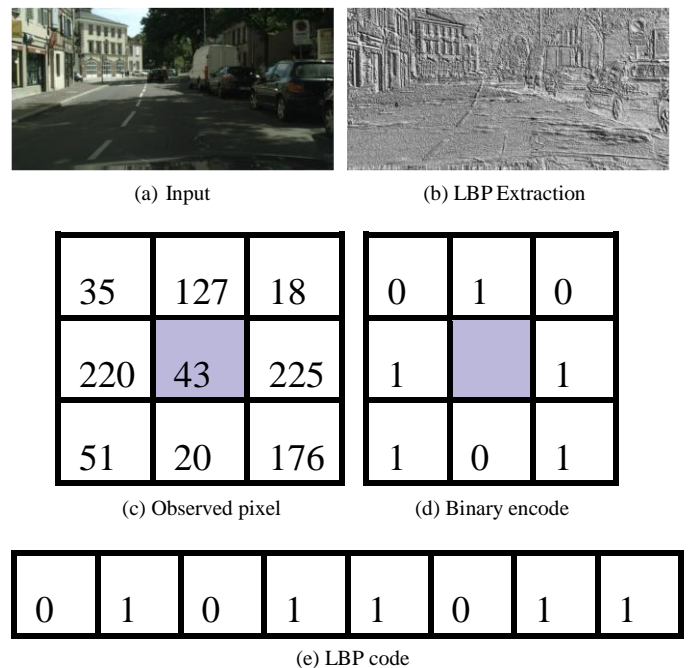 (a) Input
(b) LBP Extraction
35 127 18
220 43 225
51 20 176
(c) Observed pixel
0 1 0
1 1
1 0 1
(d) Binary encode
0 1 0 1 1 0 1 1
(e) LBP code